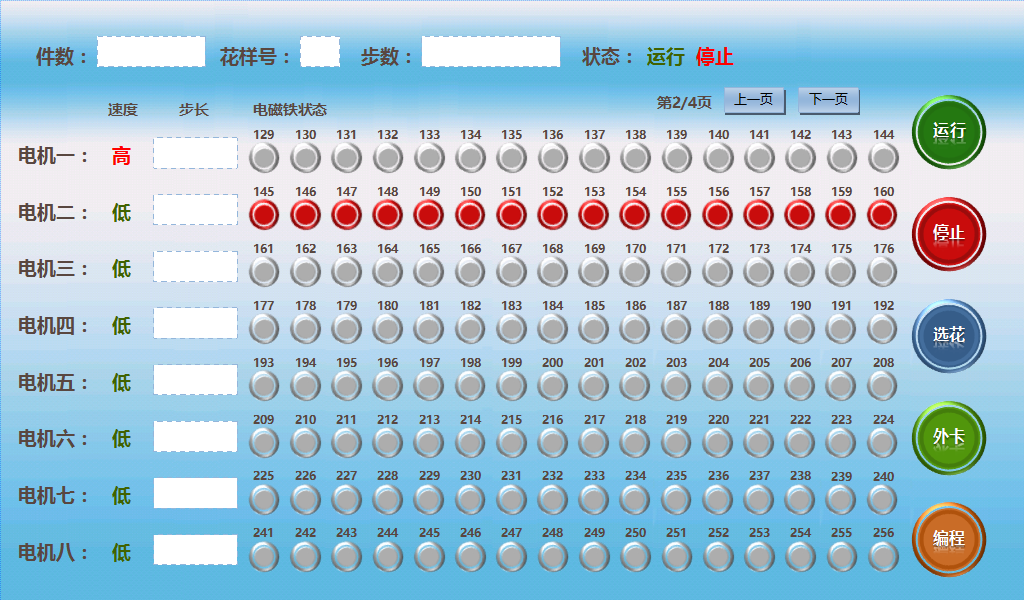 件数： 花样号： 步数： 状态： 运行 停止
速度 步长 电磁铁状态 第2/4页 上一页 下一页
129 130 131 132 133 134 135 136 137 138 139 140 141 142 143 144
电机一： 高
运行
145 146 147 148 149 150 151 152 153 154 155 156 157 158 159 160
电机二： 低
停止
161 162 163 164 165 166 167 168 169 170 171 172 173 174 175 176
电机三： 低
177 178 179 180 181 182 183 184 185 186 187 188 189 190 191 192
电机四： 低
选花
193 194 195 196 197 198 199 200 201 202 203 204 205 206 207 208
电机五： 低
209 210 211 212 213 214 215 216 217 218 219 220 221 222 223 224
电机六： 低
外卡
225 226 227 228 229 230 231 232 233 234 235 236 237 238 239 240
电机七： 低
241 242 243 244 245 246 247 248 249 250 251 252 253 254 255 256
电机八： 低
编程